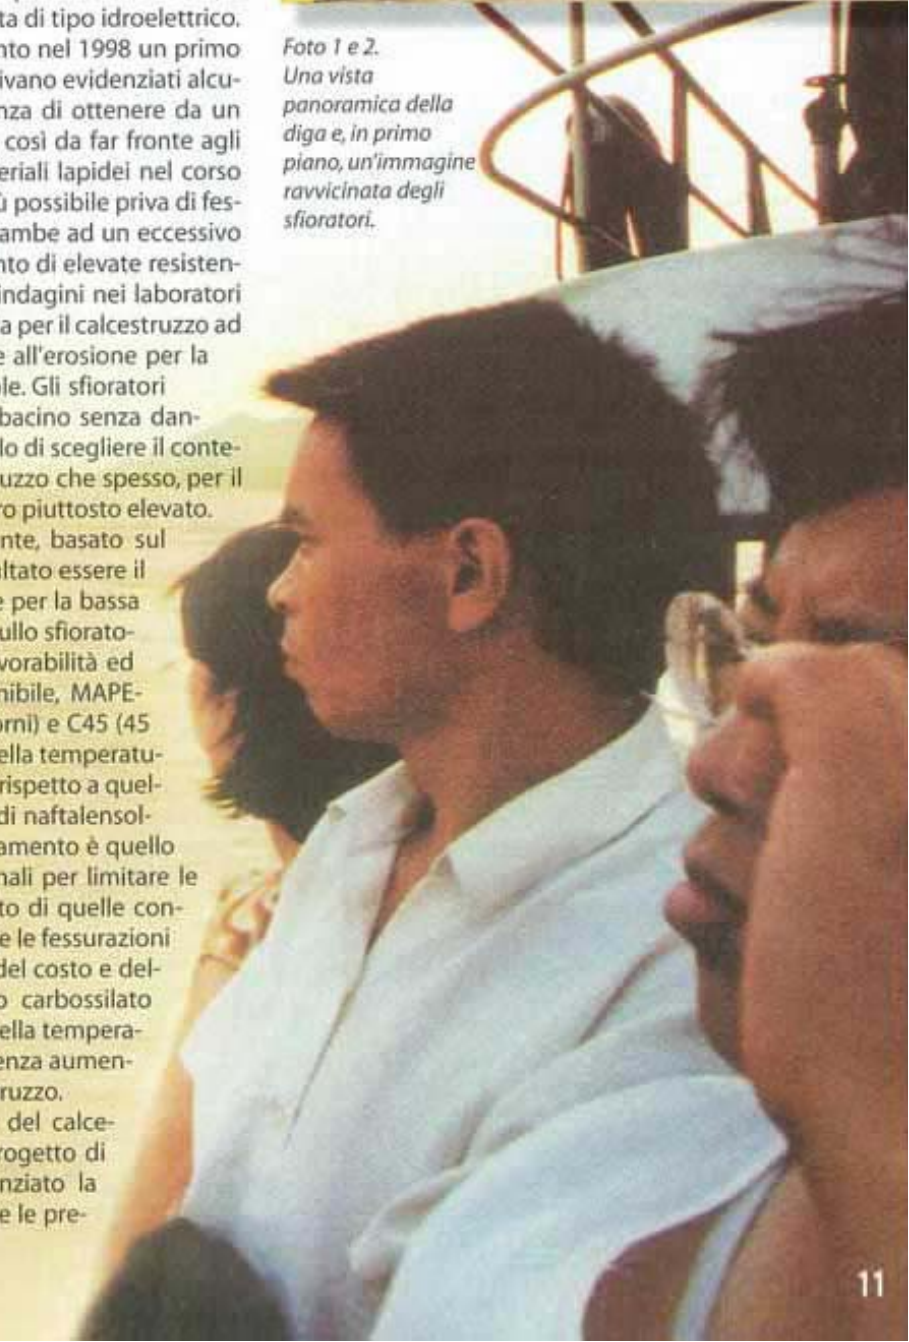 ta di tipo idroelettrico.
nto nel 1998 un primo
ivano evidenziati alcu-
nza di ottenere da un
così da far fronte agli
eriali lapidei nel corso
ù possibile priva di fes-
ambe ad un eccessivo
nto di elevate resisten-
indagini nei laboratori
a per il calcestruzzo ad
e all'erosione per la
le. Gli sfioratori
bacino senza dan-
lo di scegliere il conte-
uzzo che spesso, per il
ro piuttosto elevato.
nte, basato sul
ultato essere il
e per la bassa
ullo sfiorato-
vorabilità ed
nibile, MAPE-
orni) e C45 (45
ella temperatu-
rispetto a quel-
di naftalensol-
amento è quello
nali per limitare le
to di quelle con-
e le fessurazioni
del costo e del-
o carbossilato
ella tempera-
enza aumen-
ruzzo.
del calce-
rogetto di
nziato la
e le pre-
Foto 1 e 2.
Una vista
panoramica della
diga e, in primo
piano, un'immagine
ravvicinata degli
sfioratori.
11